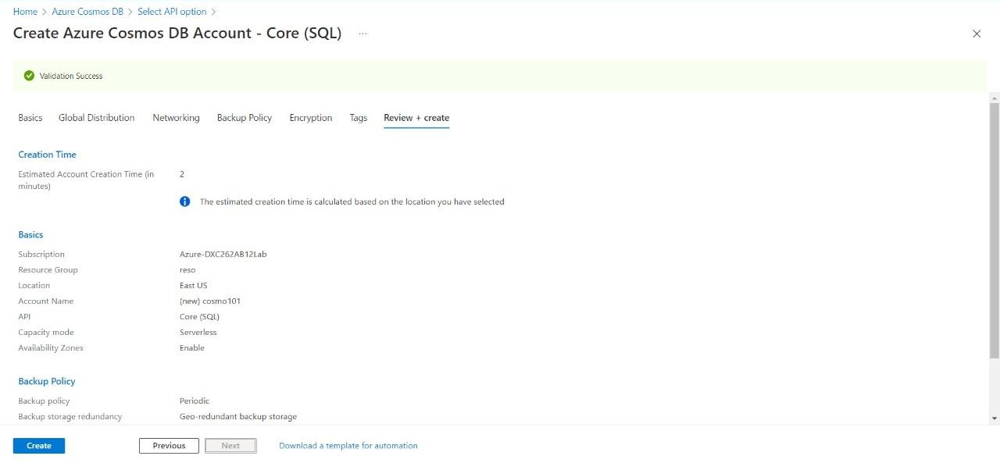 Home > Azure Cosmos DB > Select API option >
Create Azure Cosmos DB Account - Core (SQL) ...
Validation Success
Basics Global Distribution Networking Backup Policy Encryption Tags Review + create
Creation Time
Estimated Account Creation Time (in 2
minutes)
The estimated creation time is calculated based on the location you have selected
Basics
Subscription Azure-DXC262AB12Lab
Resource Group reso
Location East US
Account Name (new) cosmo101
API Core (SQL)
Capacity mode Serverless
Availability Zones Enable
Backup Policy
Backup policy Periodic
Backup storage redundancy Geo-redundant backup storage
Create Previous Next Download a template for automation